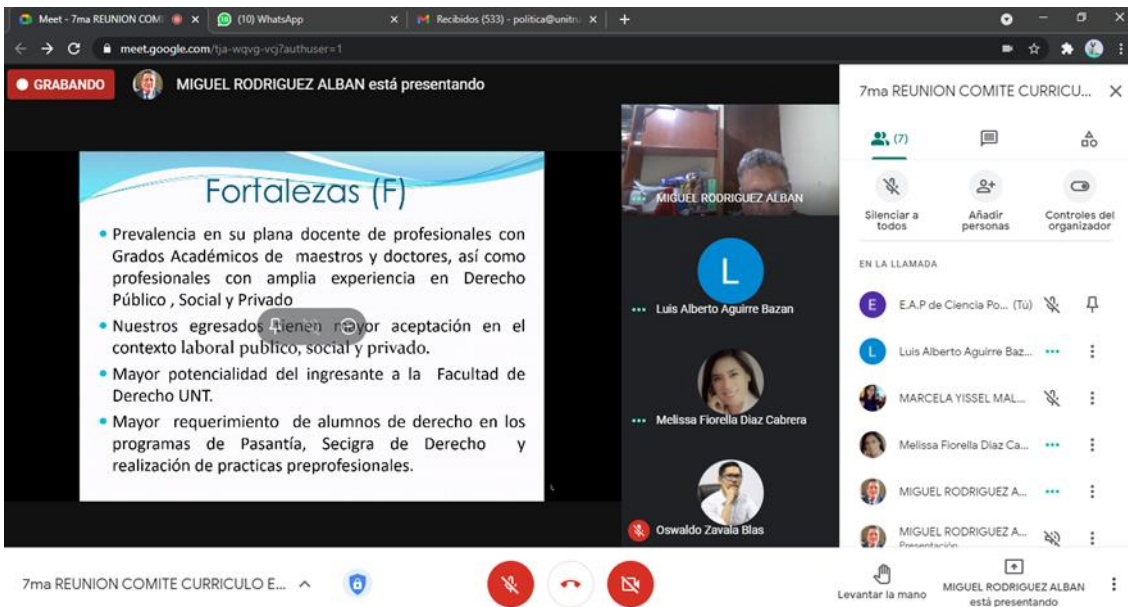 Meet - 7ma REUNION COMI
(10) WhatsApp
Recibidos (533) - politica@unitru
meet.google.com/tja-wqvg-vcj?authuser=1
GRABANDO
MIGUEL RODRIGUEZ ALBAN está presentando
Fortalezas (F)
Prevalencia en su plana docente de profesionales con
Grados Académicos de maestros y doctores, así como
profesionales con amplia experiencia en Derecho
Público , Social y Privado
Nuestros egresados tienen mayor aceptación en el
contexto laboral publico, social y privado.
Mayor potencialidad del ingresante a la Facultad de
Derecho UNT.
Mayor requerimiento de alumnos de derecho en los
programas de Pasantía, Secigra de Derecho y
realización de practicas preprofesionales.
MIGUEL RODRIGUEZ ALBAN
L
Luis Alberto Aguirre Bazan
Melissa Fiorella Diaz Cabrera
Oswaldo Zavala Blas
7ma REUNION COMITE CURRICU...
(7)
Silenciar a
todos
Añadir
personas
Controles del
organizador
EN LA LLAMADA
E
E.A.P de Ciencia Po... (Tú)
L
Luis Alberto Aguirre Baz...
MARCELA YISSEL MAL...
Melissa Fiorella Diaz Ca...
MIGUEL RODRIGUEZ A...
MIGUEL RODRIGUEZ A...
Presentación
7ma REUNION COMITE CURRICULO E...
Levantar la mano
MIGUEL RODRIGUEZ ALBAN
está presentando